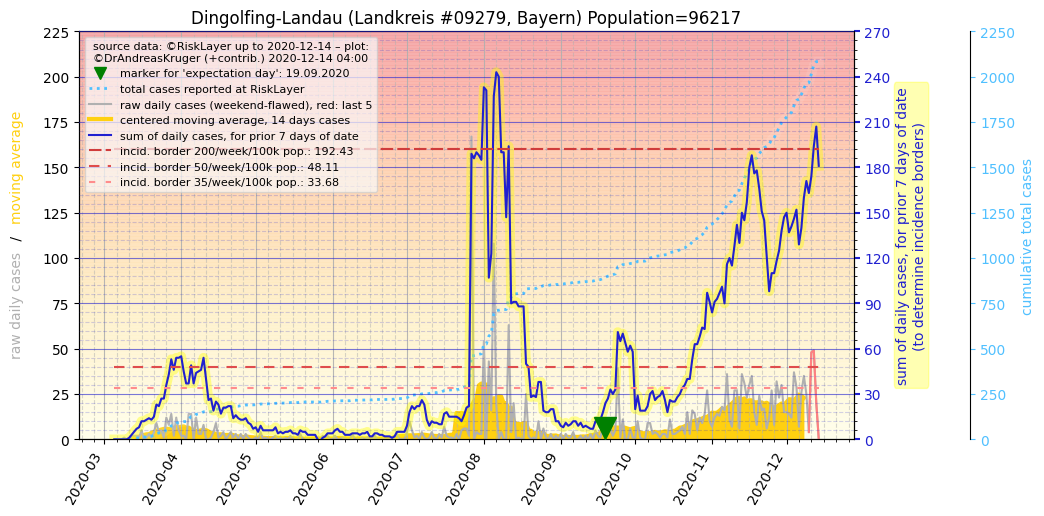 Dingolfing-Landau (Landkreis #09279, Bayern) Population=96217
source data: ©RiskLayer up to 2020-12-14 – plot:
©DrAndreasKruger (+contrib.) 2020-12-14 04:00
marker for 'expectation day': 19.09.2020
total cases reported at RiskLayer
raw daily cases (weekend-flawed), red: last 5
centered moving average, 14 days cases
sum of daily cases, for prior 7 days of date
incid. border 200/week/100k pop.: 192.43
incid. border 50/week/100k pop.: 48.11
incid. border 35/week/100k pop.: 33.68
raw daily cases / moving average
225
200
175
150
125
100
75
50
25
0
2020-03
2020-04
2020-05
2020-06
2020-07
2020-08
2020-09
2020-10
2020-11
2020-12
270
240
210
180
150
120
90
60
30
0
sum of daily cases, for prior 7 days of date
(to determine incidence borders)
2250
2000
1750
1500
1250
1000
750
500
250
0
cumulative total cases